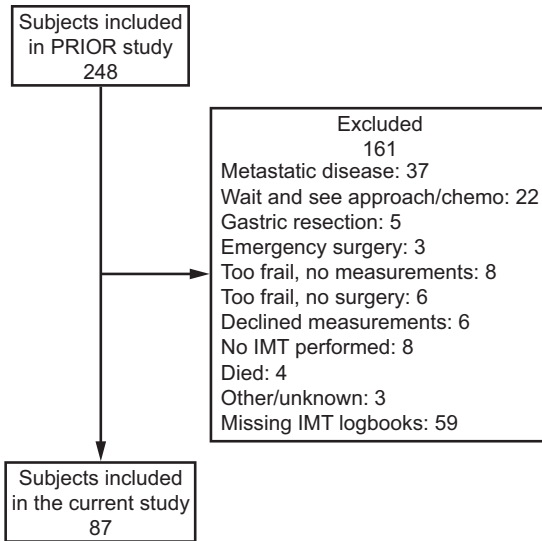 Subjects included
in PRIOR study
248
Excluded
161
Metastatic disease: 37
Wait and see approach/chemo: 22
Gastric resection: 5
Emergency surgery: 3
Too frail, no measurements: 8
Too frail, no surgery: 6
Declined measurements: 6
No IMT performed: 8
Died: 4
Other/unknown: 3
Missing IMT logbooks: 59
Subjects included
in the current study
87